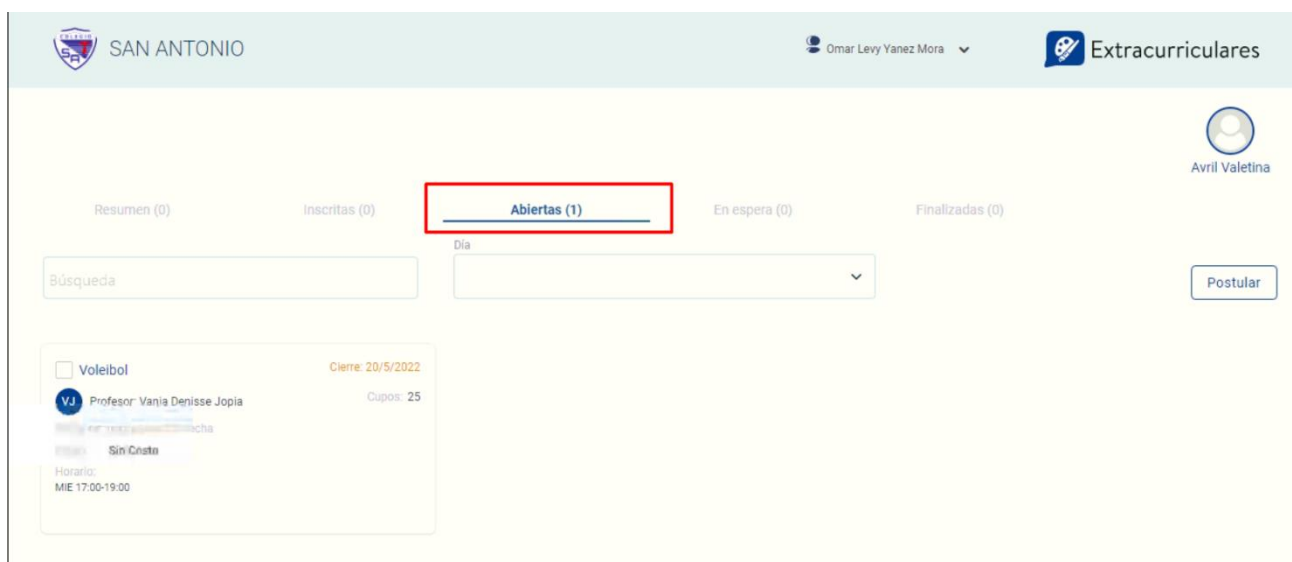 COLEGIO
SAT
SAN ANTONIO
Omar Levy Yanez Mora
Extracurriculares
Avril Valetina
Resumen (0)
Inscritas (0)
Abiertas (1)
En espera (0)
Finalizadas (0)
Día
Búsqueda
Postular
Voleibol
Cierre: 20/5/2022
VJ Profesor: Vania Denisse Jopia
Cupos: 25
Sin Costo
Horario:
MIE 17:00-19:00